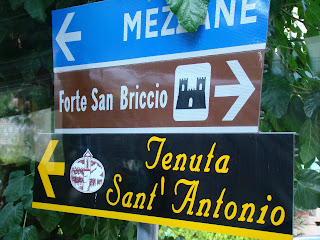 MEZZANE
Forte San Briccio
Tenuta
Sant' Antonio